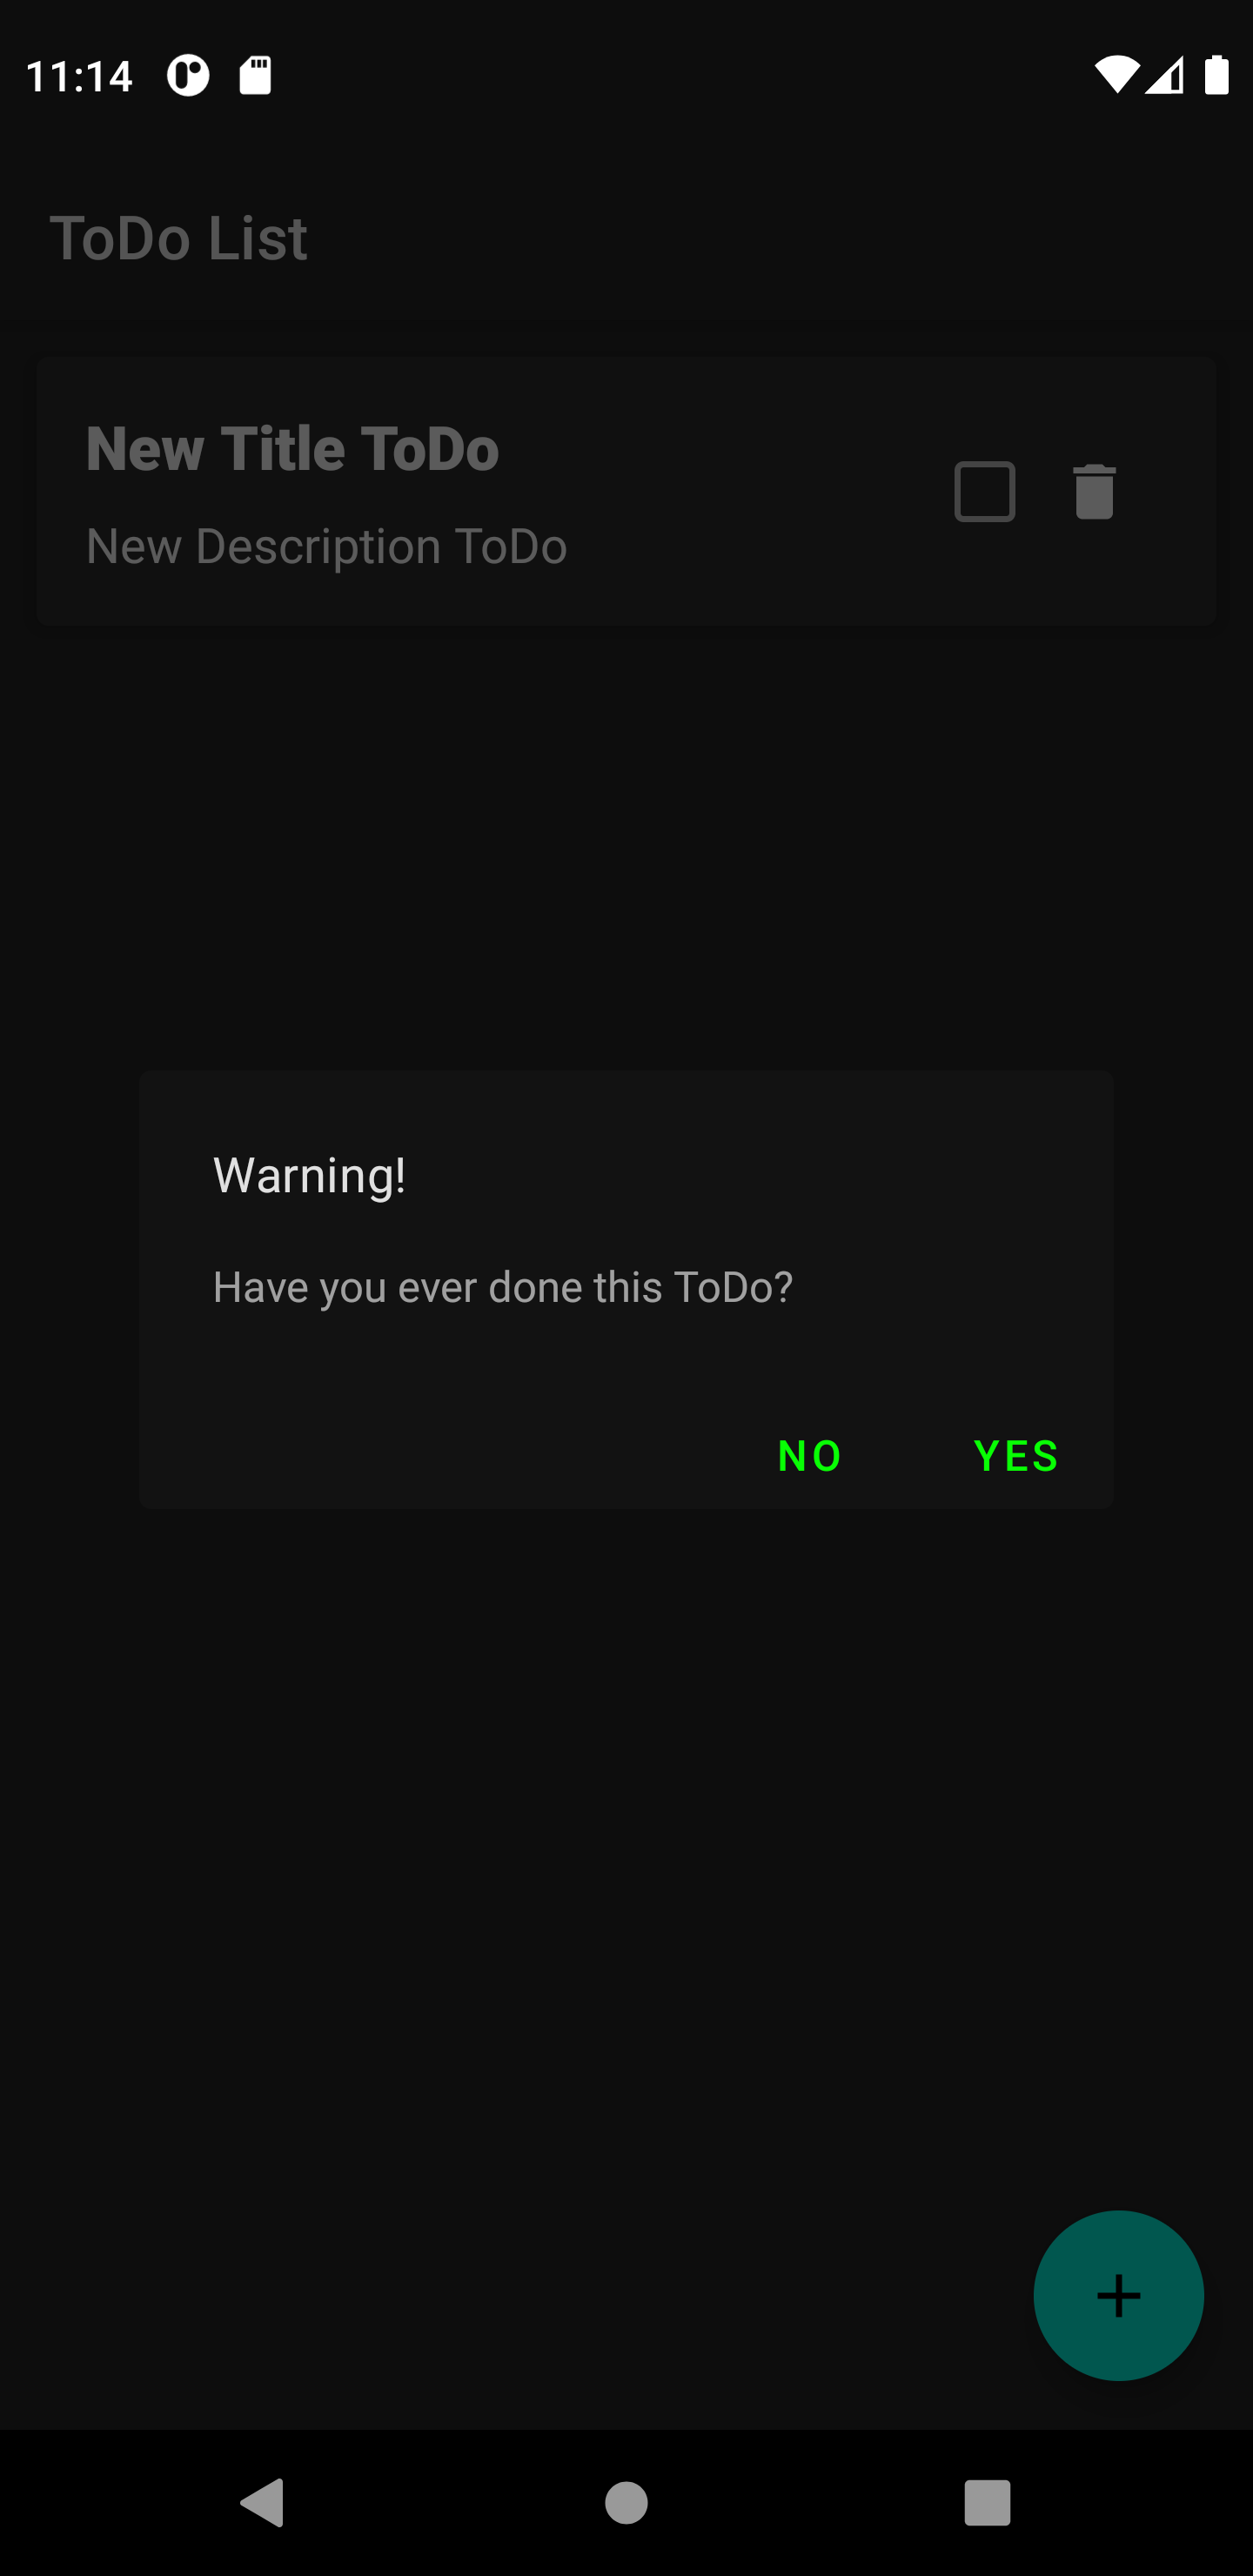 11:14
ToDo List
New Title ToDo
New Description ToDo
Warning!
Have you ever done this ToDo?
NO YES